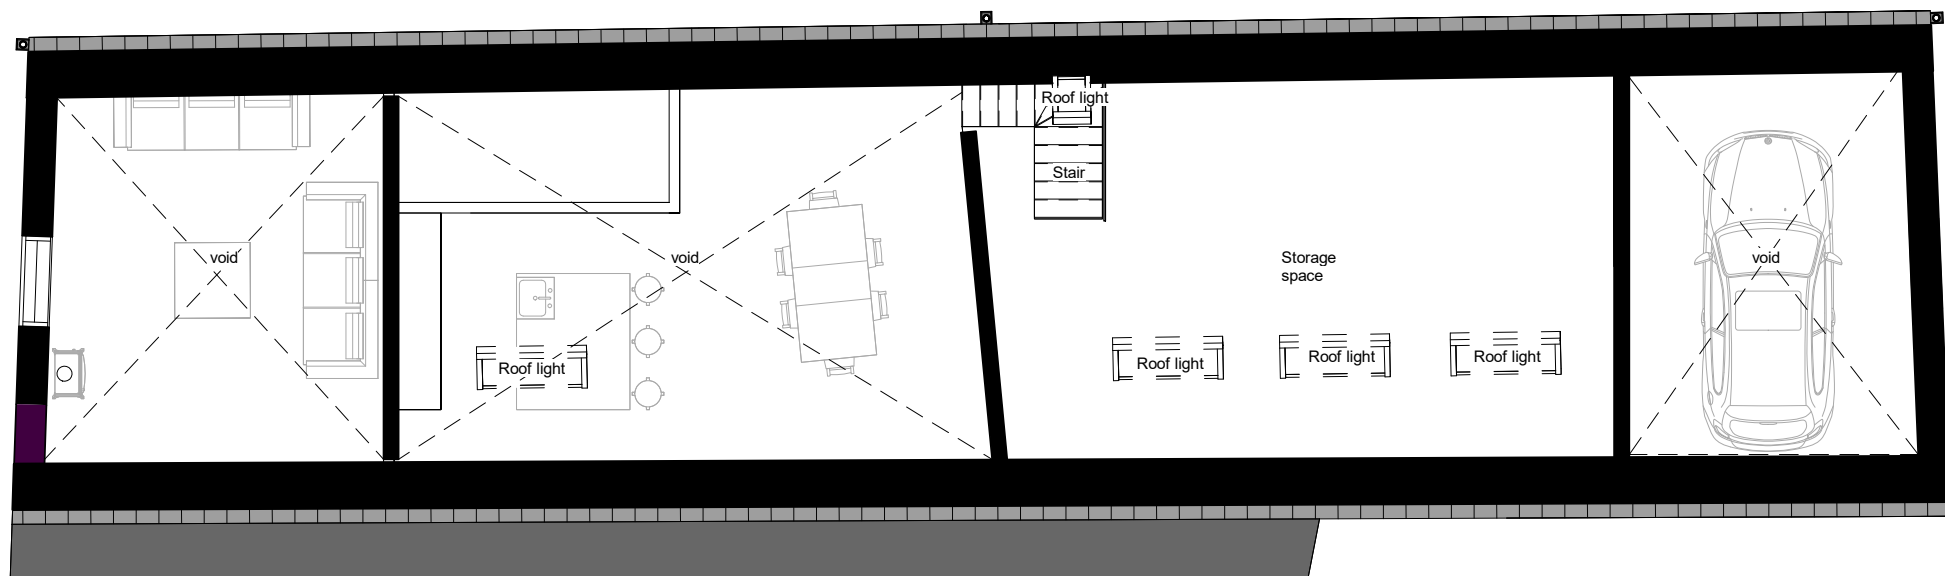 Roof light
Stair
void
void
Storage
space
void
Roof light
Roof light
Roof light
Roof light